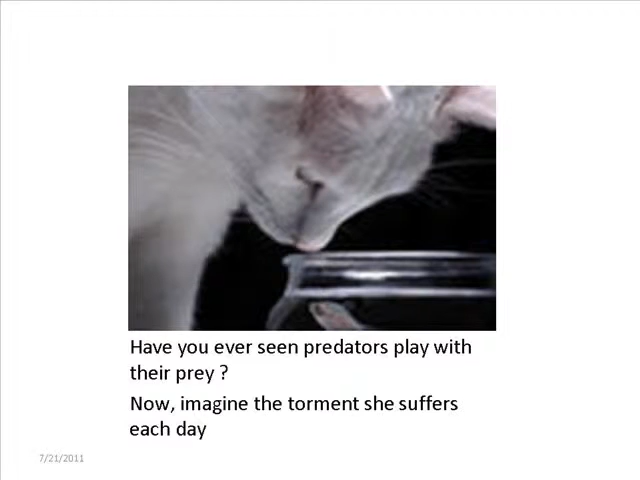 Have you ever seen predators play with
their prey ?
Now, imagine the torment she suffers
each day
7/21/2011